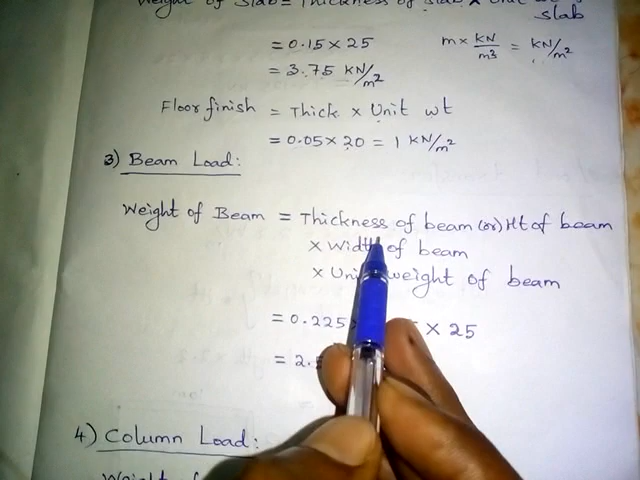 Weight of Slab = Thickness of slab x Unit
slab
= 0.15 x 25 m x KN/m³ = KN/m²
= 3.75 KN/m²
Floor finish = Thick x Unit wt
= 0.05 x 20 = 1 KN/m²
3) Beam Load:
Weight of Beam = Thickness of beam (or) Ht of beam
x Width of beam
x Unit weight of beam
= 0.225 x 25
= 2.
4) Column Load: